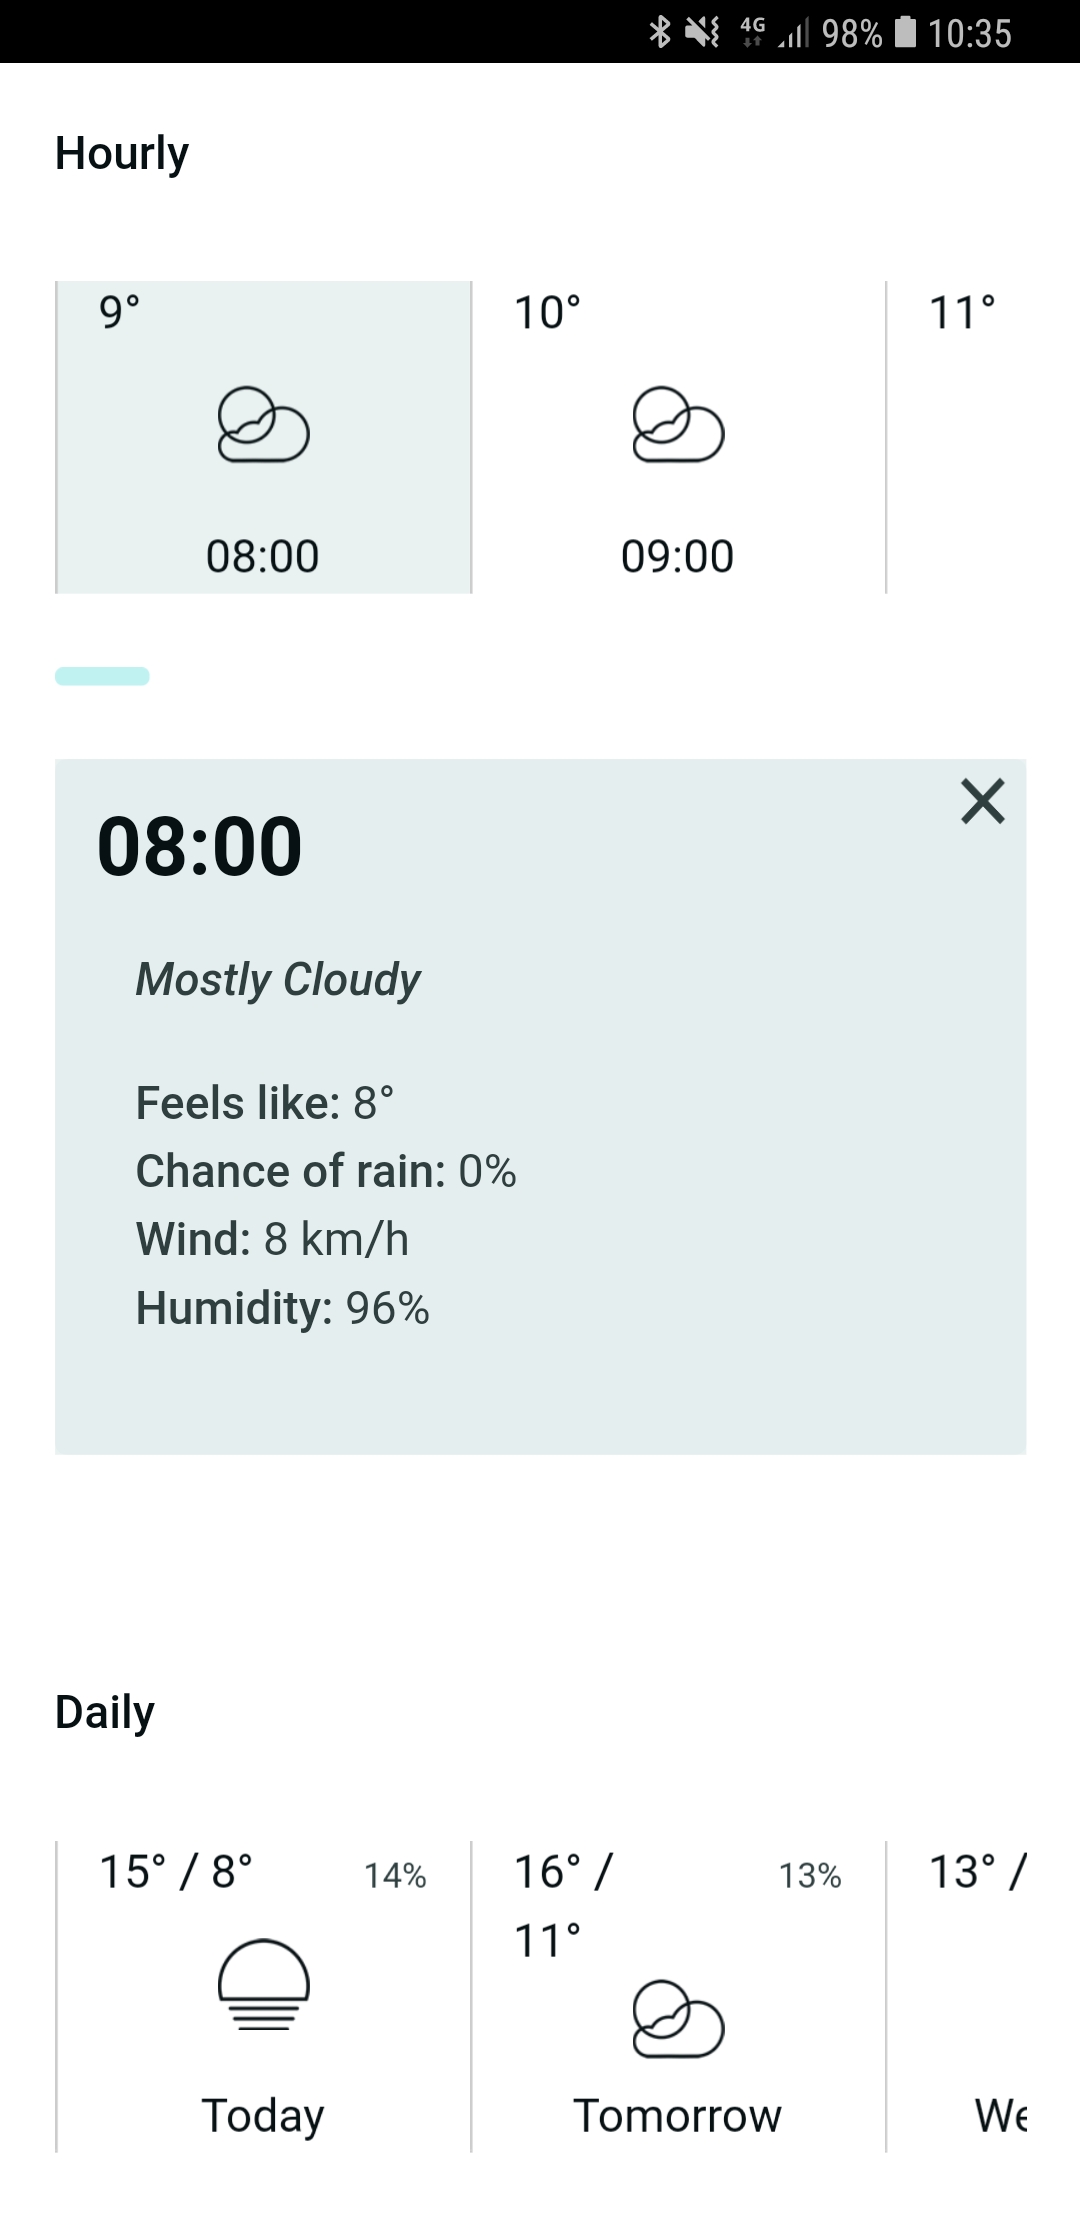 4G 98% 10:35
Hourly
9° 10° 11°
08:00 09:00
08:00
Mostly Cloudy
Feels like: 8°
Chance of rain: 0%
Wind: 8 km/h
Humidity: 96%
Daily
15° / 8° 14% 16° / 13% 13° /
11°
Today Tomorrow We